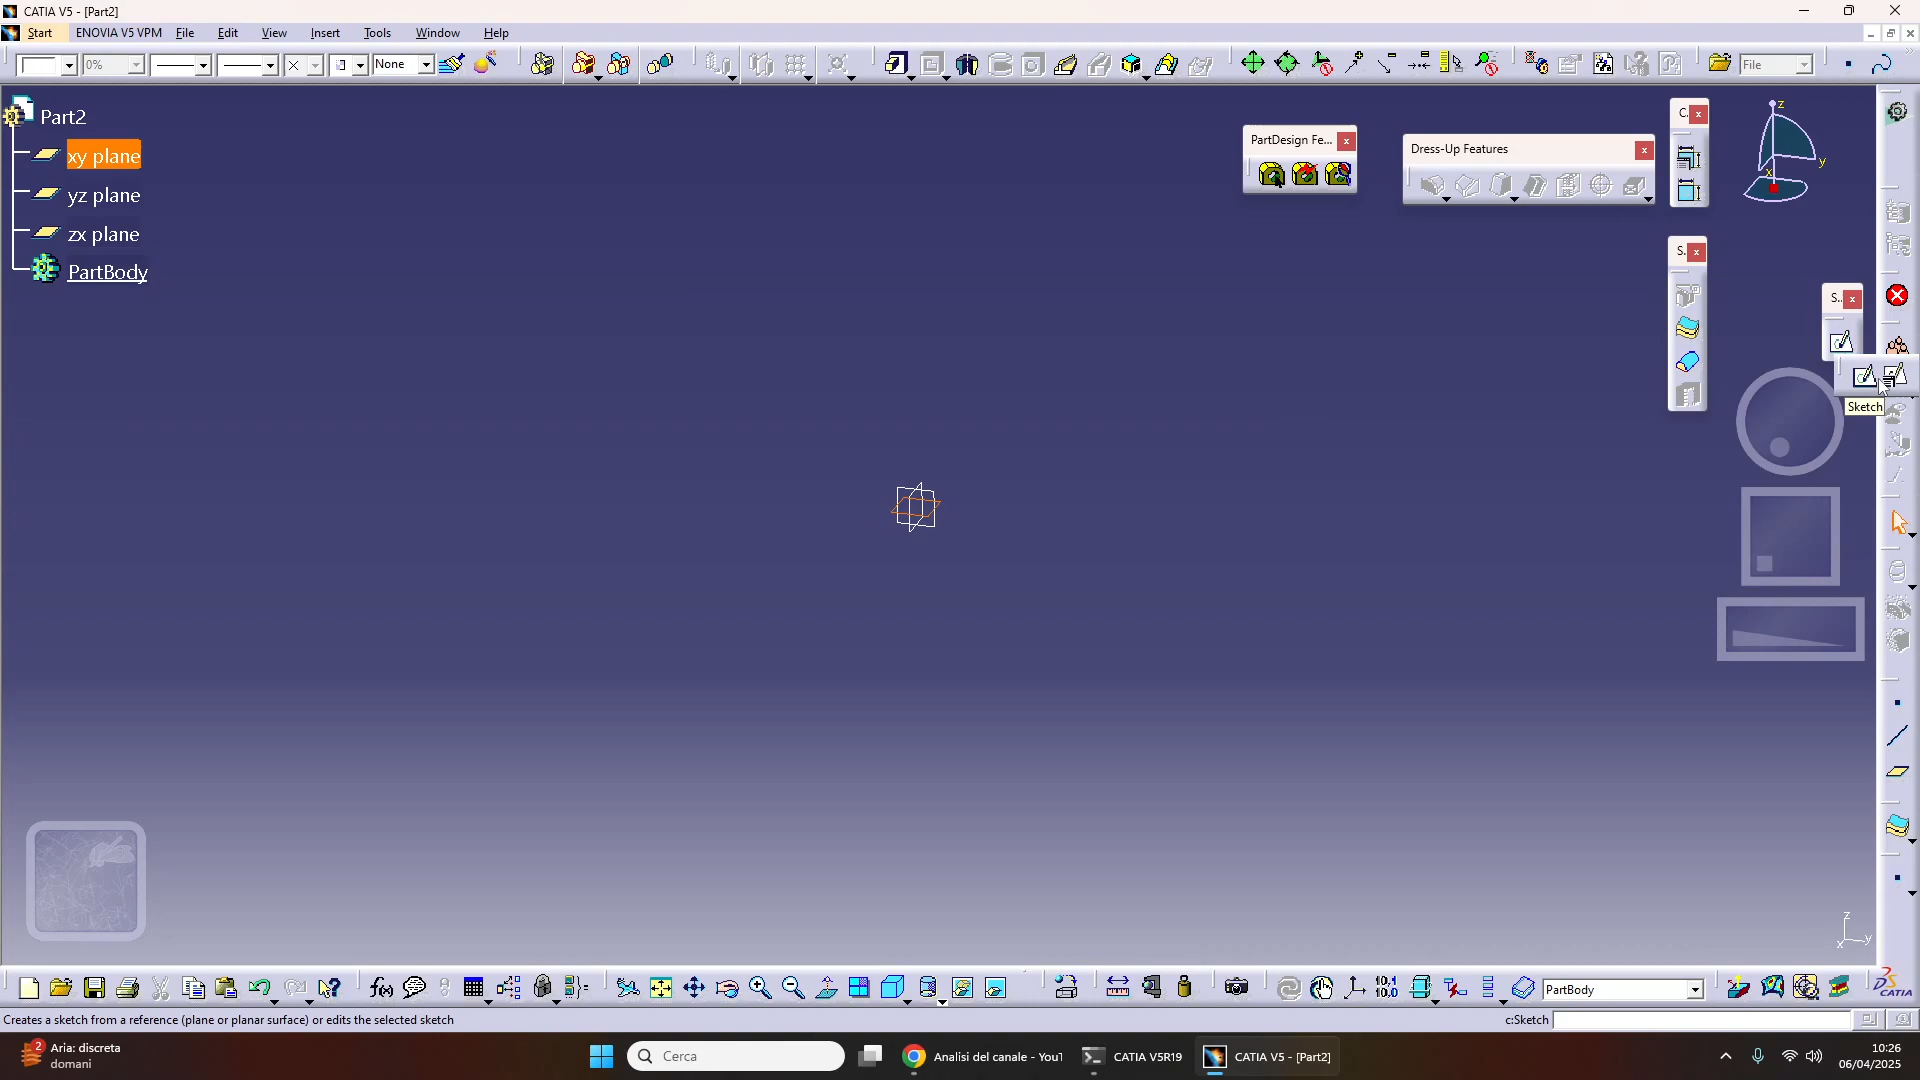 CATIA V5 - [Part2]
Start ENOVIA V5 VPM File Edit View Insert Tools Window Help
0% None File
Part2
xy plane
yz plane
zx plane
PartBody
PartDesign Fe...
Dress-Up Features
C.
S.
S..
z
y
x
Sketch
z
x y
PartBody
Creates a sketch from a reference (plane or planar surface) or edits the selected sketch
c:Sketch
2
Aria: discreta
domani
Cerca
Analisi del canale - YouT
CATIA V5R19
CATIA V5 - [Part2]
10:26
06/04/2025